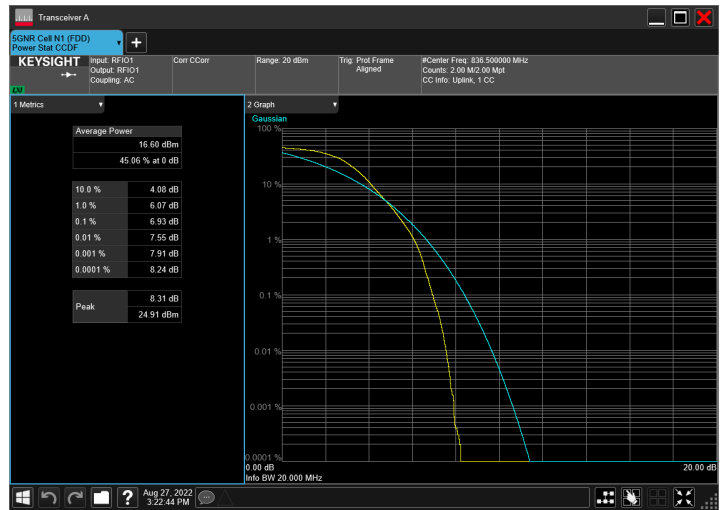 Transceiver A
5GNR Cell N1 (FDD)
Power Stat CCDF
KEYSIGHT
LXI
Input: RFIO1
Output: RFIO1
Coupling: AC
Corr CCorr
Range: 20 dBm
Trig: Prot Frame
Aligned
#Center Freq: 836.500000 MHz
Counts: 2.00 M/2.00 Mpt
CC Info: Uplink, 1 CC
1 Metrics
Average Power
16.60 dBm
45.06 % at 0 dB
10.0 % 4.08 dB
1.0 % 6.07 dB
0.1 % 6.93 dB
0.01 % 7.55 dB
0.001 % 7.91 dB
0.0001 % 8.24 dB
Peak
8.31 dB
24.91 dBm
2 Graph
Gaussian
100 %
10 %
1 %
0.1 %
0.01 %
0.001 %
0.0001 %
0.00 dB
20.00 dB
Info BW 20.000 MHz
?
Aug 27, 2022
3:22:44 PM